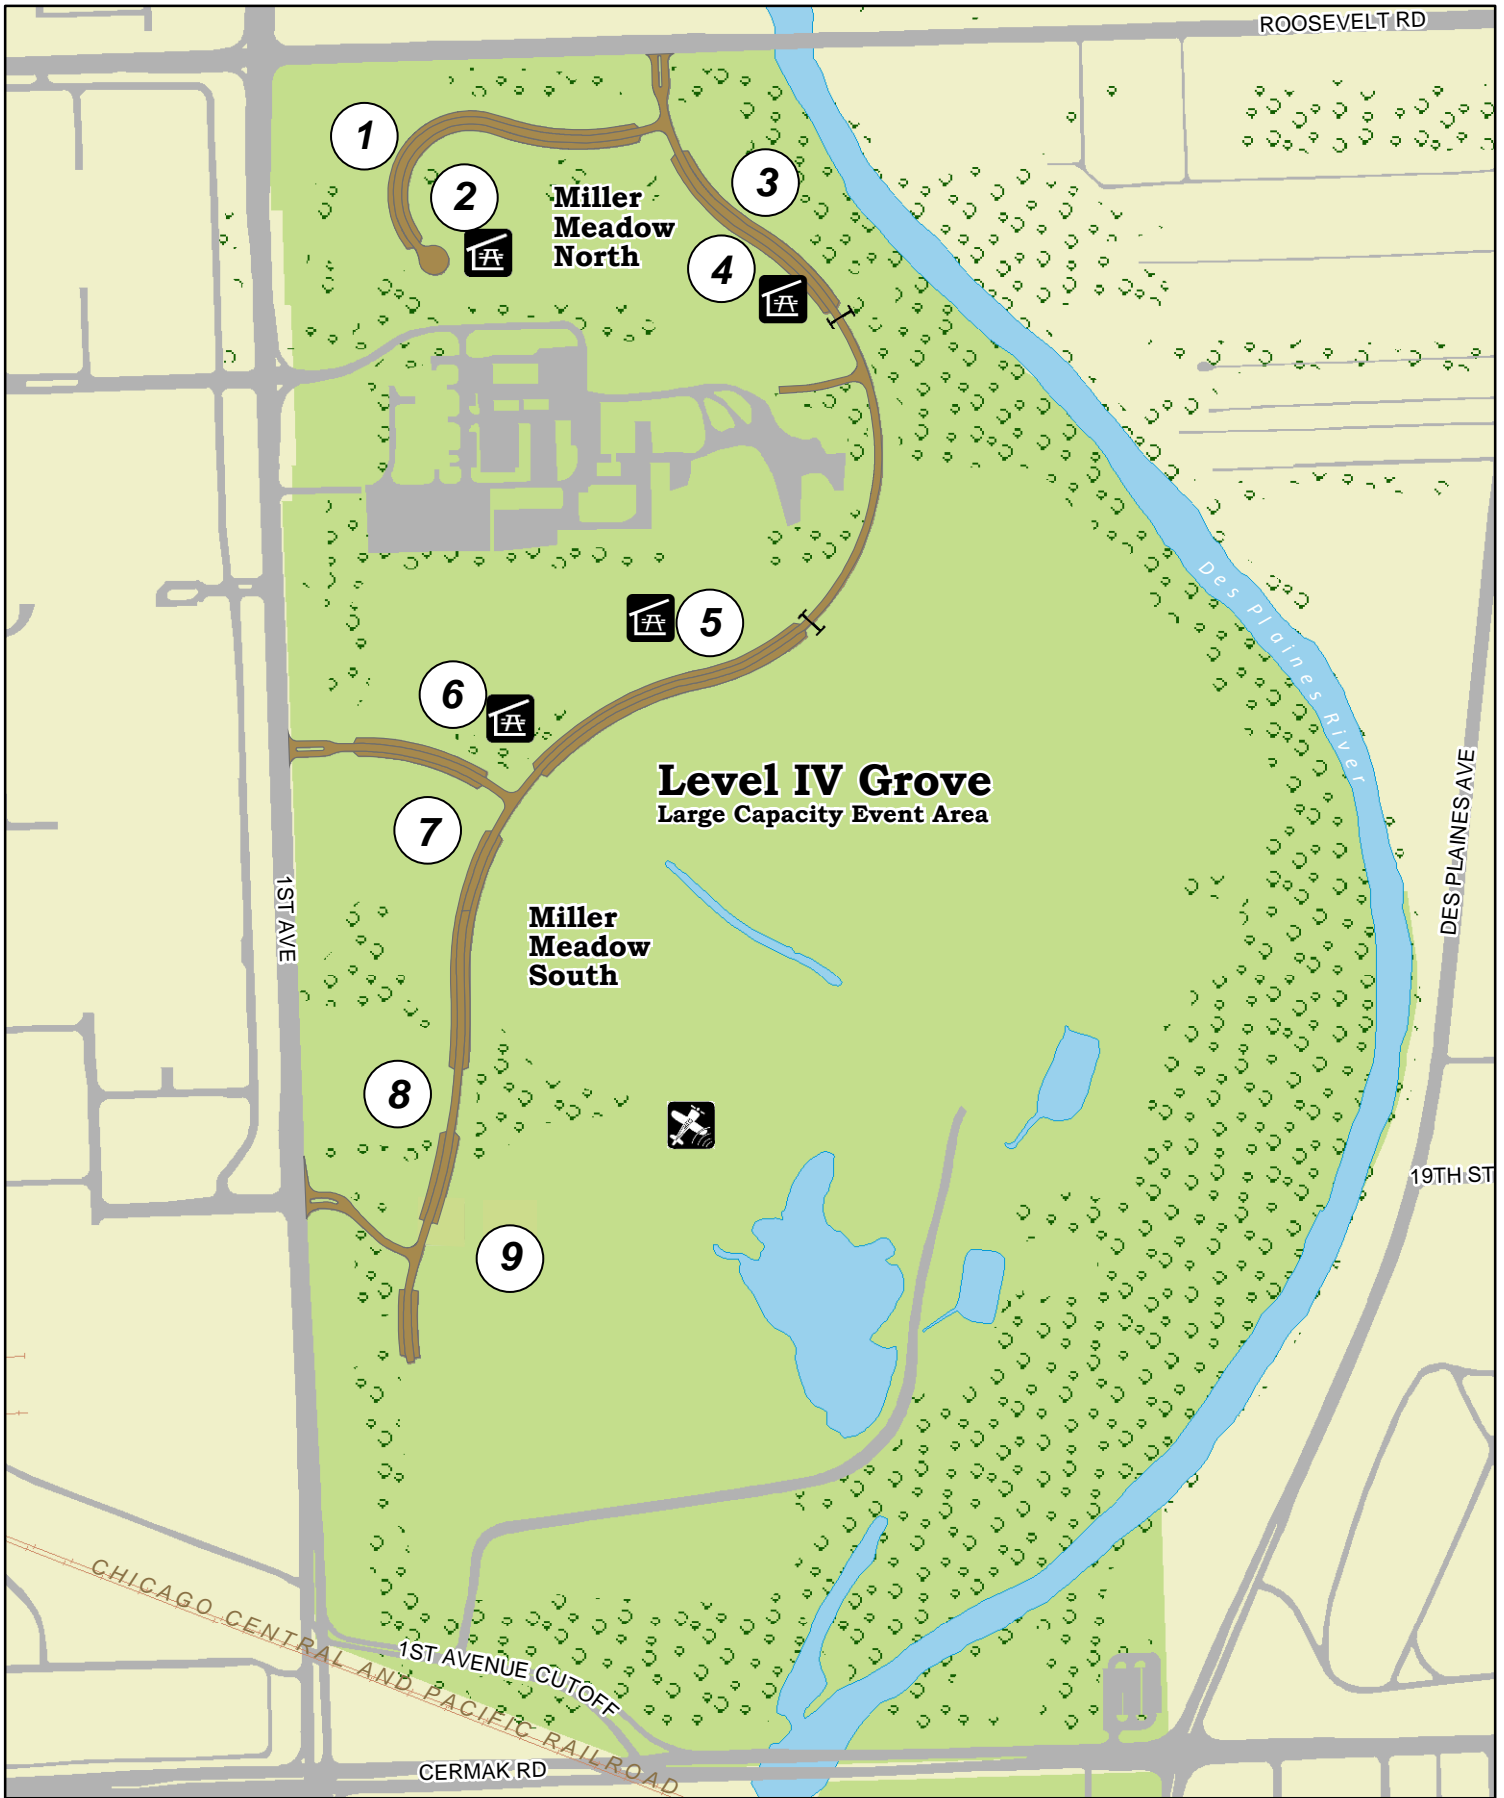 ROOSEVELT RD
1
2
3
Miller
Meadow
North
4
5
Des Plaines River
6
Level IV Grove
Large Capacity Event Area
7
DES PLAINES AVE
1ST AVE
Miller
Meadow
South
8
19TH ST
9
CHICAGO CENTRAL AND PACIFIC RAILROAD
1ST AVENUE CUTOFF
CERMAK RD